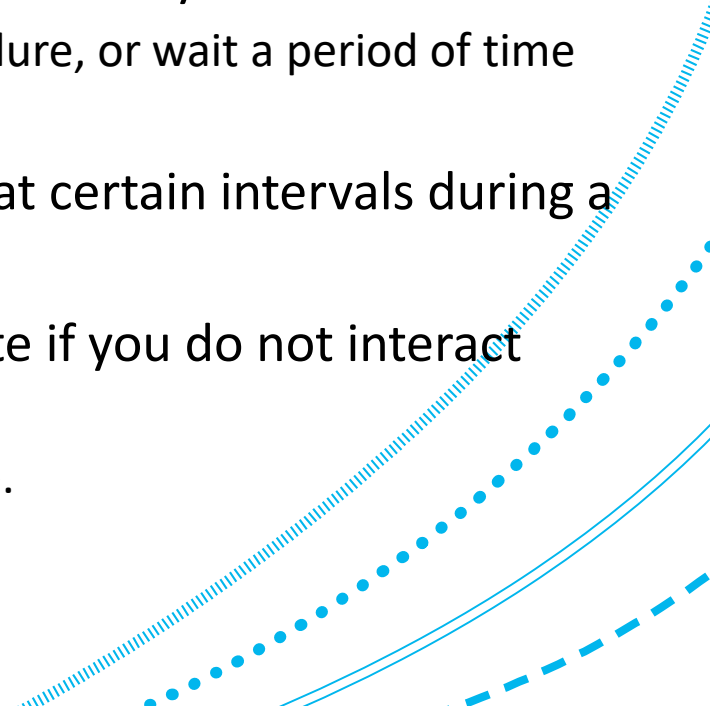 lure, or wait a period of time
at certain intervals during a
te if you do not interact
.